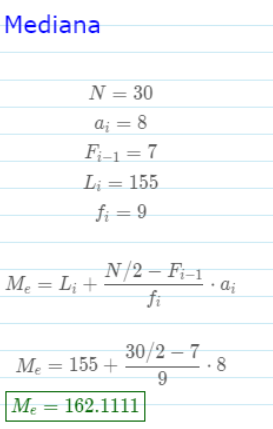 Mediana
N = 30
a_i = 8
F_{i-1} = 7
L_i = 155
f_i = 9
M_e = L_i + \frac{N/2 - F_{i-1}}{f_i} \cdot a_i
M_e = 155 + \frac{30/2 - 7}{9} \cdot 8
M_e = 162.1111